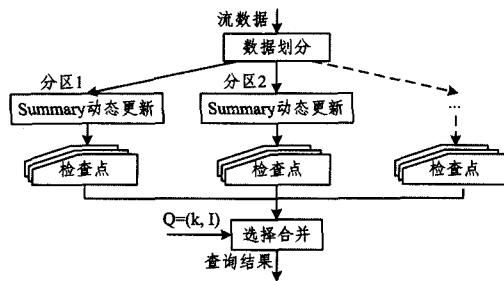 流数据
数据划分
分区1
分区2
Summary动态更新
Summary动态更新
...
检查点
检查点
检查点
Q=(k, I)
选择合并
查询结果